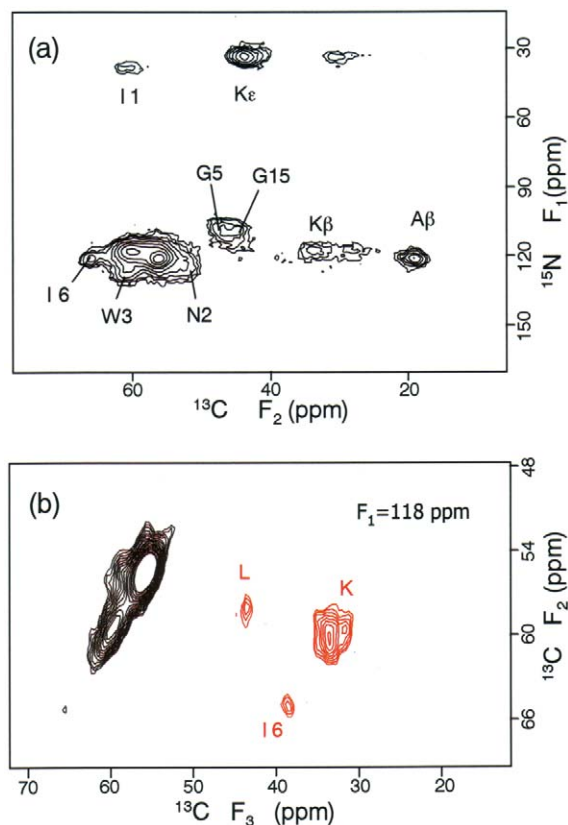 (a)
I 1
Kε
G5
G15
Kβ
Aβ
I 6
W3
N2
30
60
90
120
150
¹⁵N F₁ (ppm)
60
40
20
¹³C F₂ (ppm)
(b)
F₁=118 ppm
L
K
I 6
48
54
60
66
¹³C F₂ (ppm)
70
60
50
40
30
20
¹³C F₃ (ppm)